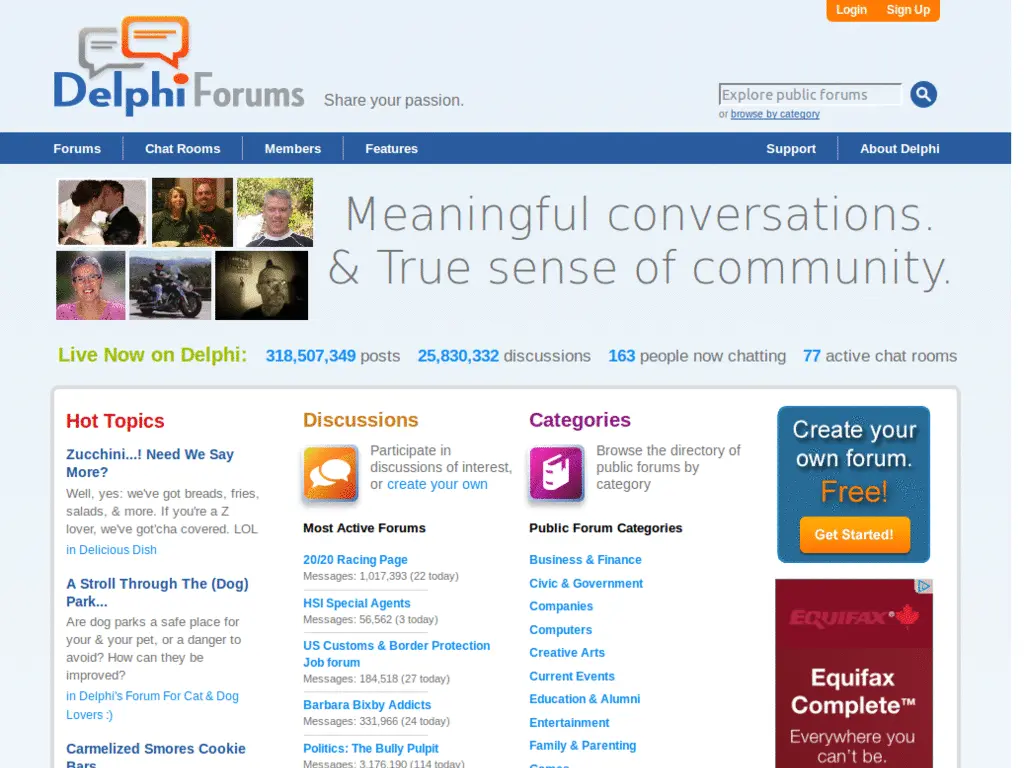 Login Sign Up
Delphi Forums
Share your passion.
Explore public forums
or browse by category
Forums Chat Rooms Members Features Support About Delphi
Meaningful conversations.
& True sense of community.
Live Now on Delphi: 318,507,349 posts 25,830,332 discussions 163 people now chatting 77 active chat rooms
Hot Topics
Zucchini...! Need We Say
More?
Well, yes: we've got breads, fries,
salads, & more. If you're a Z
lover, we've got'cha covered. LOL
in Delicious Dish
A Stroll Through The (Dog)
Park...
Are dog parks a safe place for
your & your pet, or a danger to
avoid? How can they be
improved?
in Delphi's Forum For Cat & Dog
Lovers :)
Carmelized Smores Cookie
Bars
Discussions
Participate in
discussions of interest,
or create your own
Most Active Forums
20/20 Racing Page
Messages: 1,017,393 (22 today)
HSI Special Agents
Messages: 56,562 (3 today)
US Customs & Border Protection
Job forum
Messages: 184,518 (27 today)
Barbara Bixby Addicts
Messages: 331,966 (24 today)
Politics: The Bully Pulpit
Messages: 3,176,190 (114 today)
Categories
Browse the directory of
public forums by
category
Public Forum Categories
Business & Finance
Civic & Government
Companies
Computers
Creative Arts
Current Events
Education & Alumni
Entertainment
Family & Parenting
Games
Create your
own forum.
Free!
Get Started!
EQUIFAX®
Equifax
Complete™
Everywhere you
can't be.